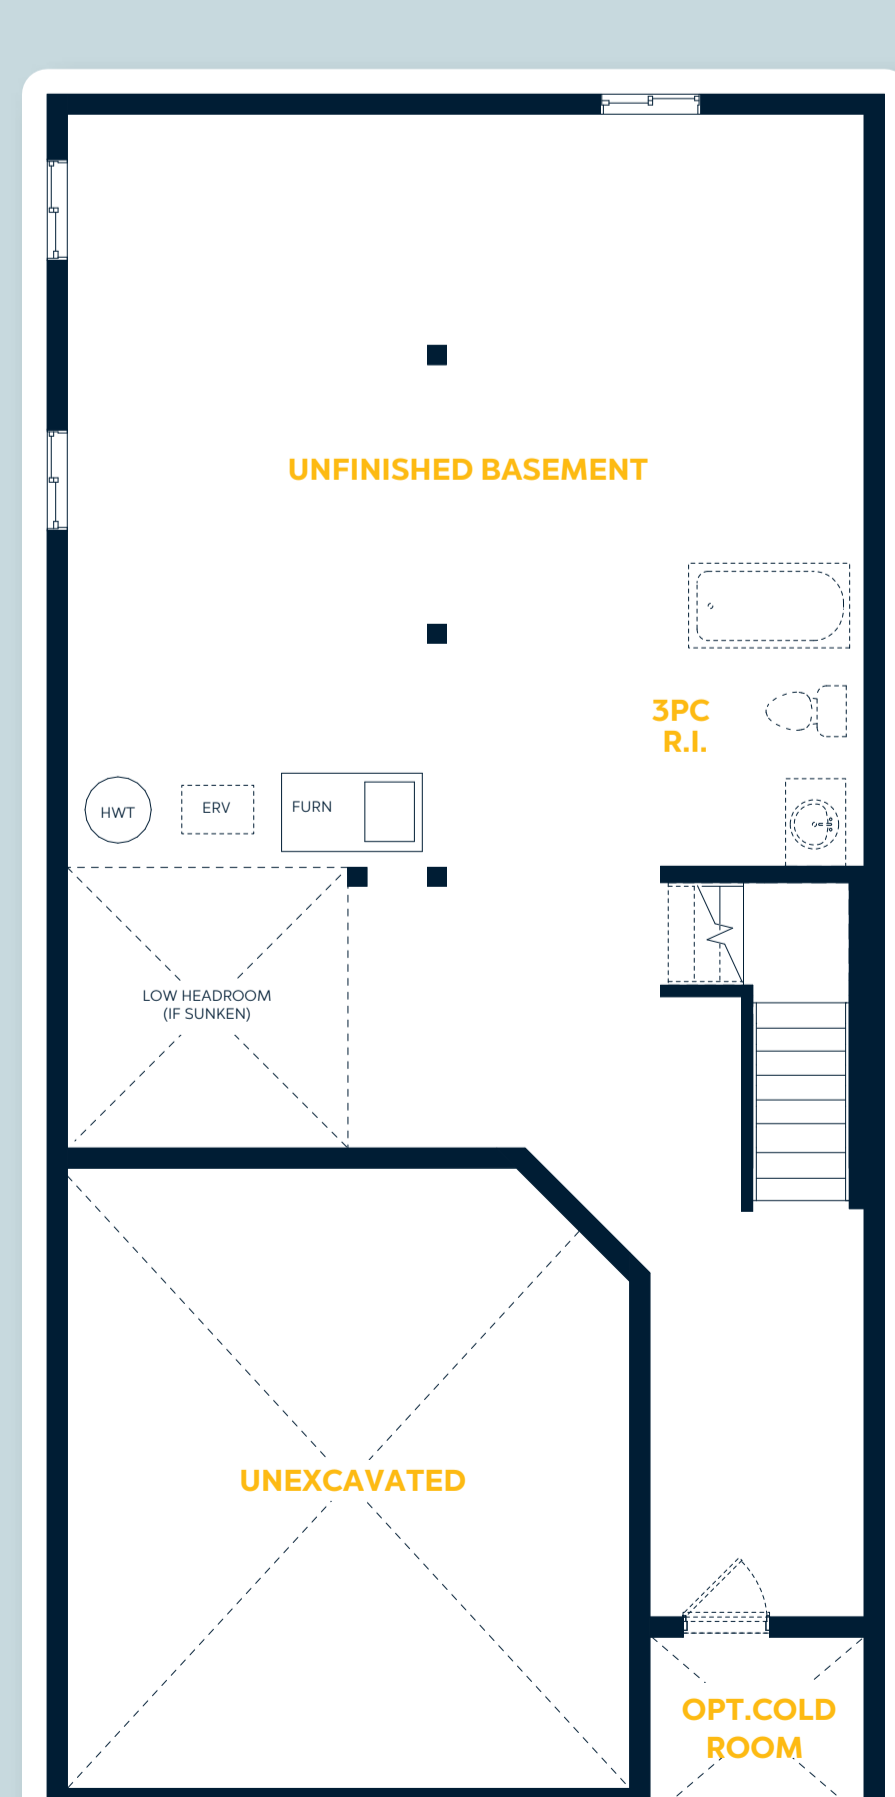 UNFINISHED BASEMENT
3PC
R.I.
HWT
ERV
FURN
LOW HEADROOM
(IF SUNKEN)
UNEXCAVATED
OPT.COLD
ROOM